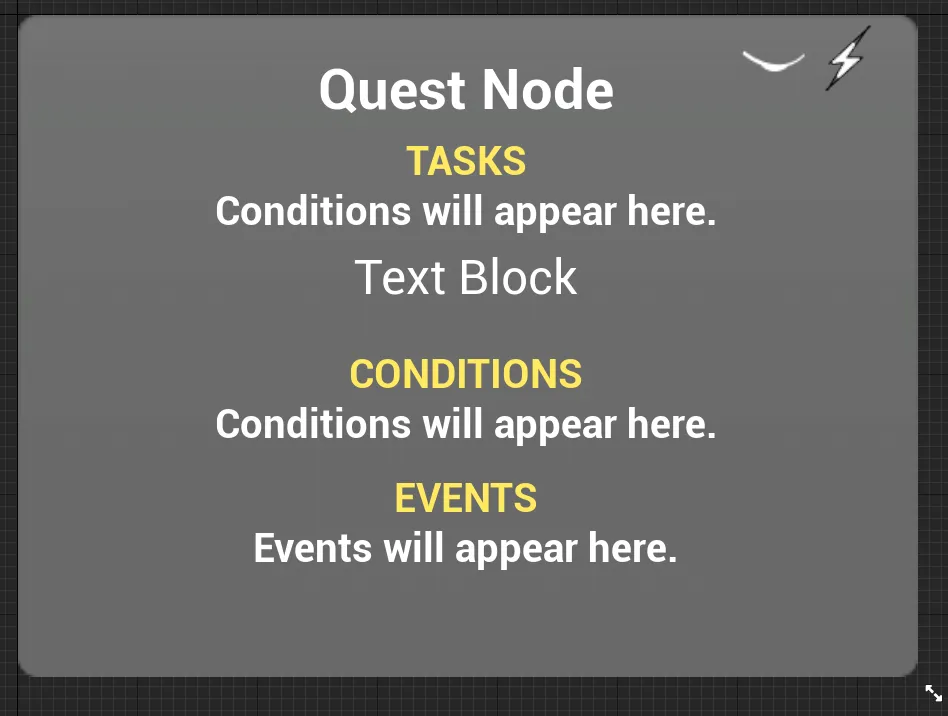 Quest Node
TASKS
Conditions will appear here.
Text Block
CONDITIONS
Conditions will appear here.
EVENTS
Events will appear here.